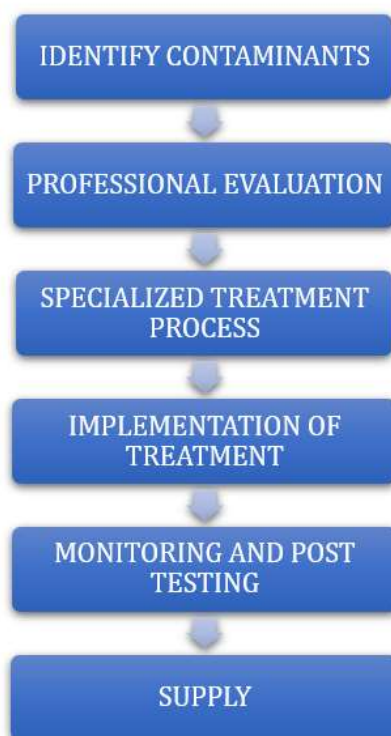 IDENTIFY CONTAMINANTS
PROFESSIONAL EVALUATION
SPECIALIZED TREATMENT
PROCESS
IMPLEMENTATION OF
TREATMENT
MONITORING AND POST
TESTING
SUPPLY